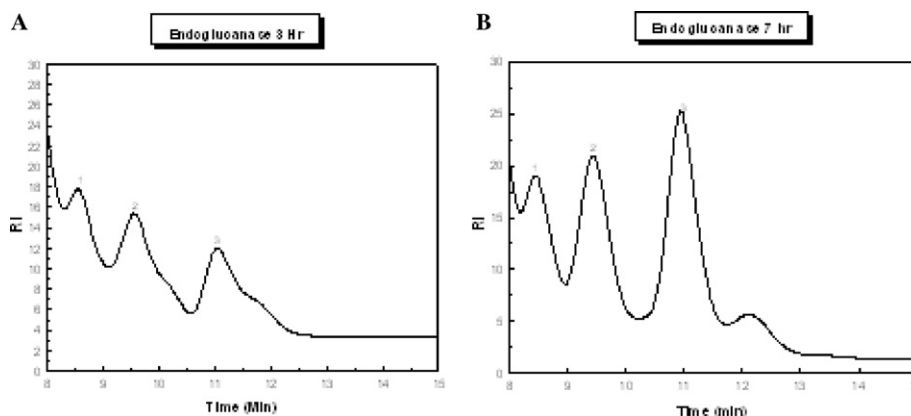 A
Endoglucanase 3 Hr
30
28
26
24
22
20
18
16
14
12
10
8
6
4
2
0
RI
1
2
3
8 9 10 11 12 13 14 15
Time (Min)
B
Endoglucanase 7 hr
30
25
20
15
10
5
0
RI
1
2
3
8 9 10 11 12 13 14 15
Time (min)